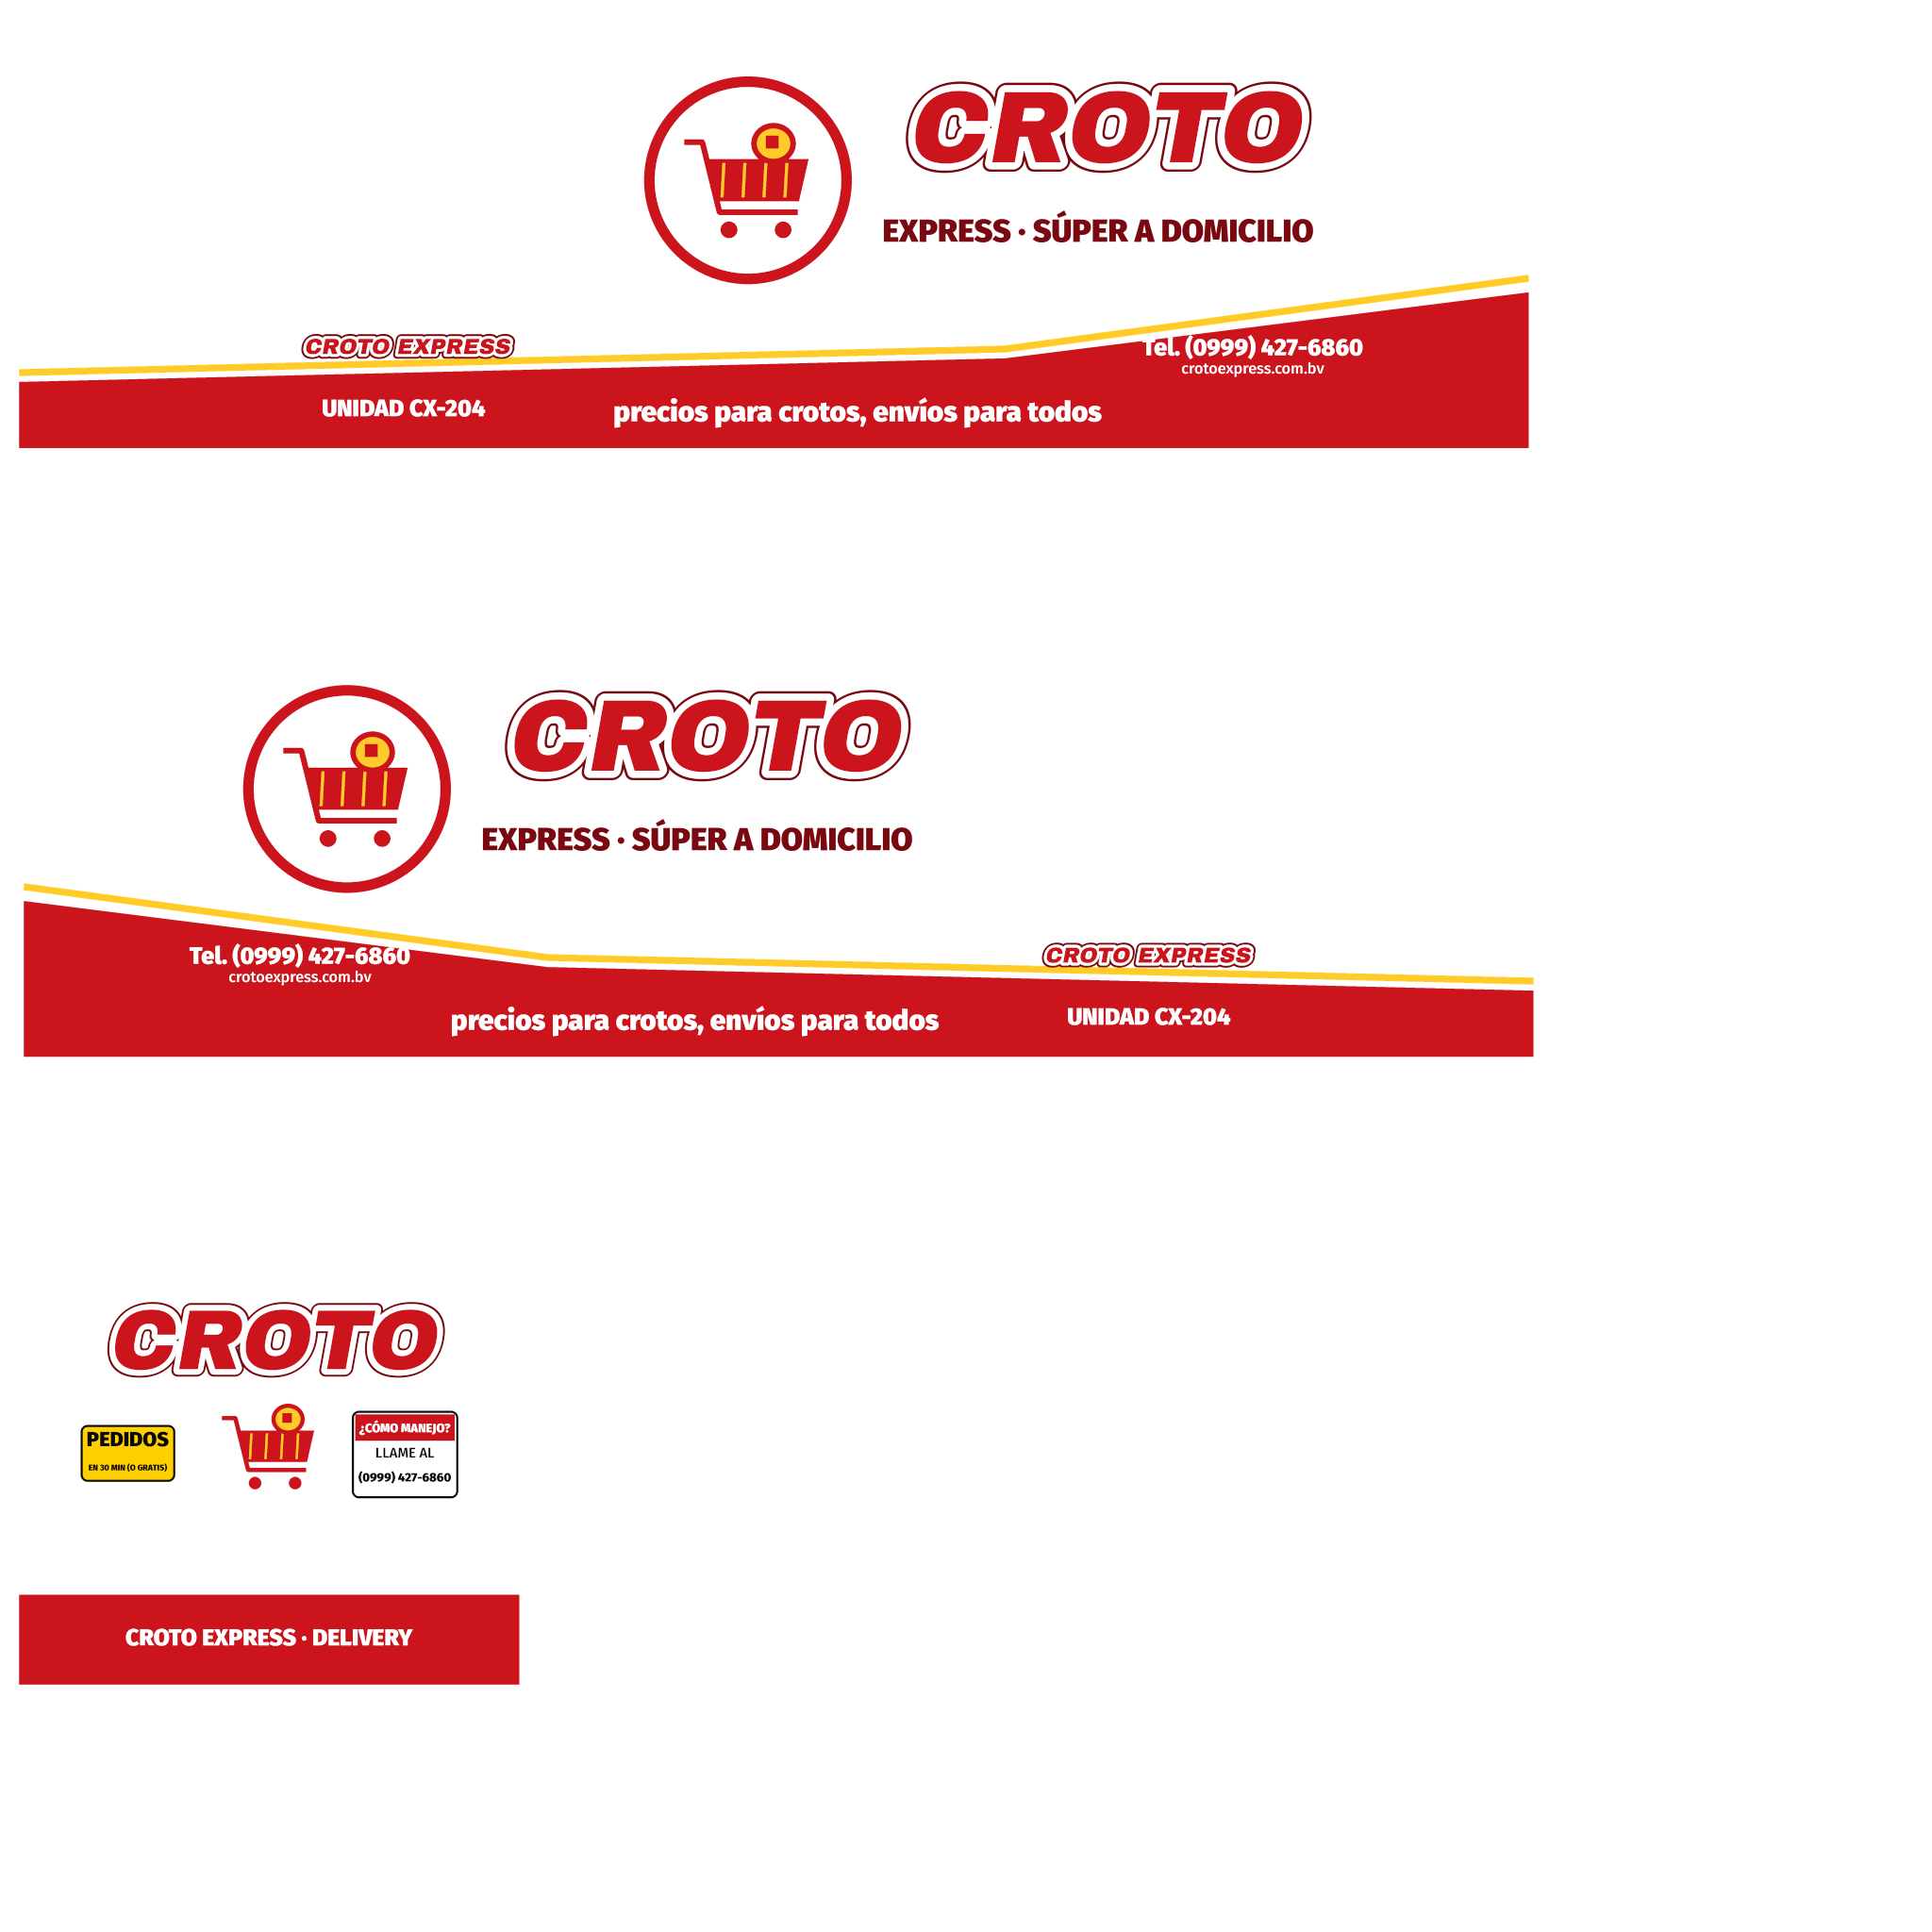 CROTO
EXPRESS · SÚPER A DOMICILIO
CROTO EXPRESS
Tel. (0999) 427-6860
crotoexpress.com.bv
UNIDAD CX-204
precios para crotos, envíos para todos
CROTO
EXPRESS · SÚPER A DOMICILIO
Tel. (0999) 427-6860
crotoexpress.com.bv
CROTO EXPRESS
precios para crotos, envíos para todos
UNIDAD CX-204
CROTO
PEDIDOS
EN 30 MIN (O GRATIS)
¿CÓMO MANEJO?
LLAME AL
(0999) 427-6860
CROTO EXPRESS · DELIVERY